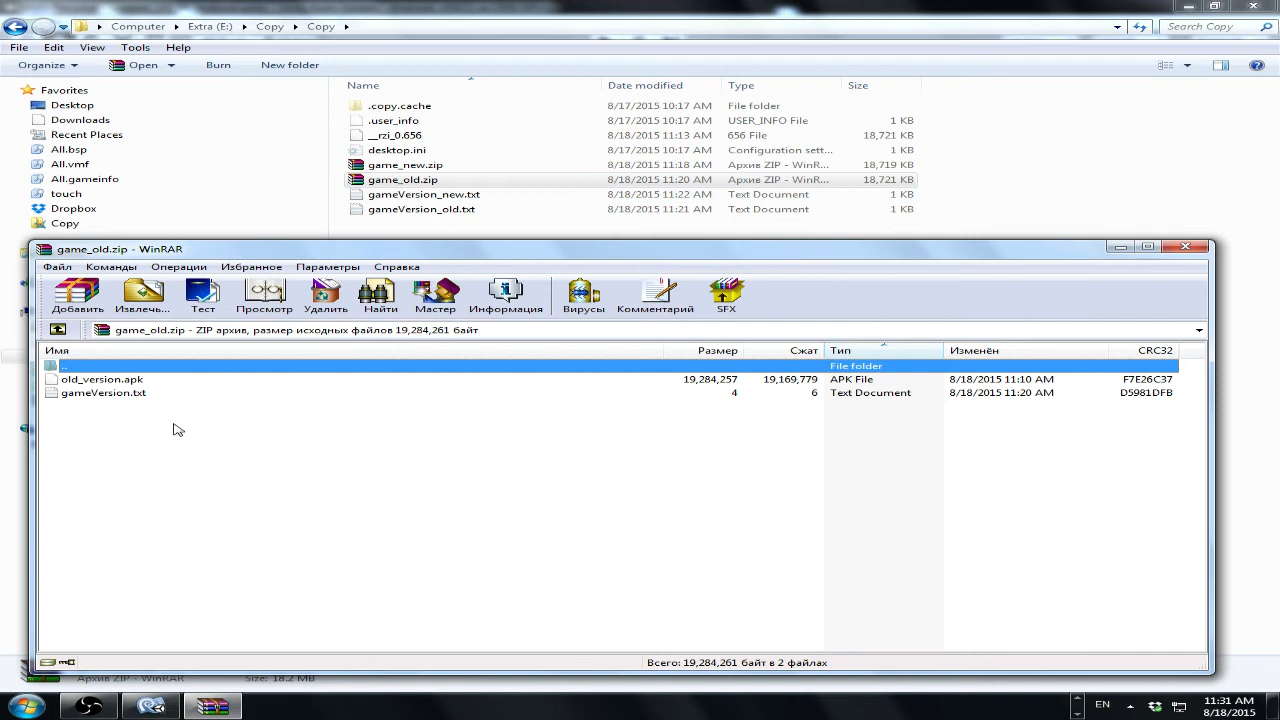 Computer Extra (E:) Copy Copy Search Copy
File Edit View Tools Help
Organize Open Burn New folder
Favorites
Desktop
Downloads
Recent Places
All.bsp
All.vmf
All.gameinfo
touch
Dropbox
Copy
Name Date modified Type Size
.copy.cache 8/17/2015 10:17 AM File folder
.user_info 8/17/2015 10:17 AM USER_INFO File 1 KB
__rzi_0.656 8/18/2015 11:13 AM 656 File 18,721 KB
desktop.ini 8/17/2015 10:17 AM Configuration sett... 1 KB
game_new.zip 8/18/2015 11:18 AM Архив ZIP - WinR... 18,719 KB
game_old.zip 8/18/2015 11:20 AM Архив ZIP - WinR... 18,721 KB
gameVersion_new.txt 8/18/2015 11:22 AM Text Document 1 KB
gameVersion_old.txt 8/18/2015 11:21 AM Text Document 1 KB
game_old.zip - WinRAR
Файл Команды Операции Избранное Параметры Справка
Добавить Извлечь... Тест Просмотр Удалить Найти Мастер Информация Вирусы Комментарий SFX
game_old.zip - ZIP архив, размер исходных файлов 19,284,261 байт
Имя Размер Сжат Тип Изменён CRC32
.. File folder
old_version.apk 19,284,257 19,169,779 APK File 8/18/2015 11:10 AM F7E26C37
gameVersion.txt 4 6 Text Document 8/18/2015 11:20 AM D5981DFB
Всего: 19,284,261 байт в 2 файлах
Архив ZIP - WinRAR Size: 18.2 MB
EN 11:31 AM
8/18/2015